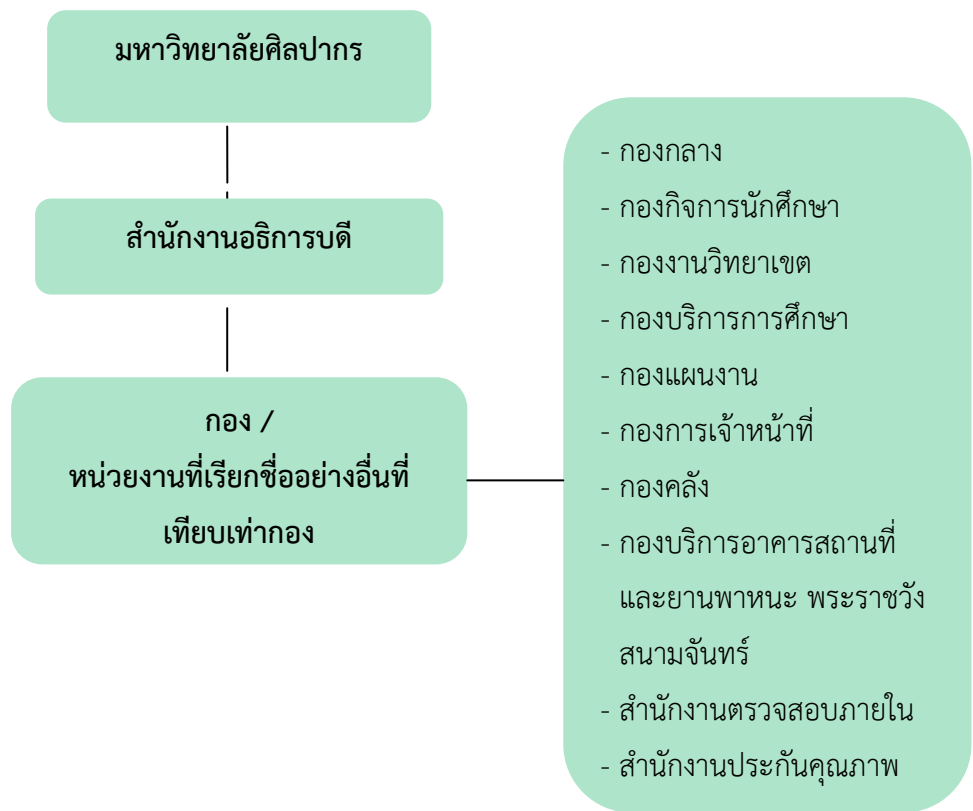 มหาวิทยาลัยศิลปากร
สำนักงานอธิการบดี
กอง /
หน่วยงานที่เรียกชื่ออย่างอื่นที่
เทียบเท่ากอง
- กองกลาง
- กองกิจการนักศึกษา
- กองงานวิทยาเขต
- กองบริการการศึกษา
- กองแผนงาน
- กองการเจ้าหน้าที่
- กองคลัง
- กองบริการอาคารสถานที่
และยานพาหนะ พระราชวัง
สนามจันทร์
- สำนักงานตรวจสอบภายใน
- สำนักงานประกันคุณภาพ